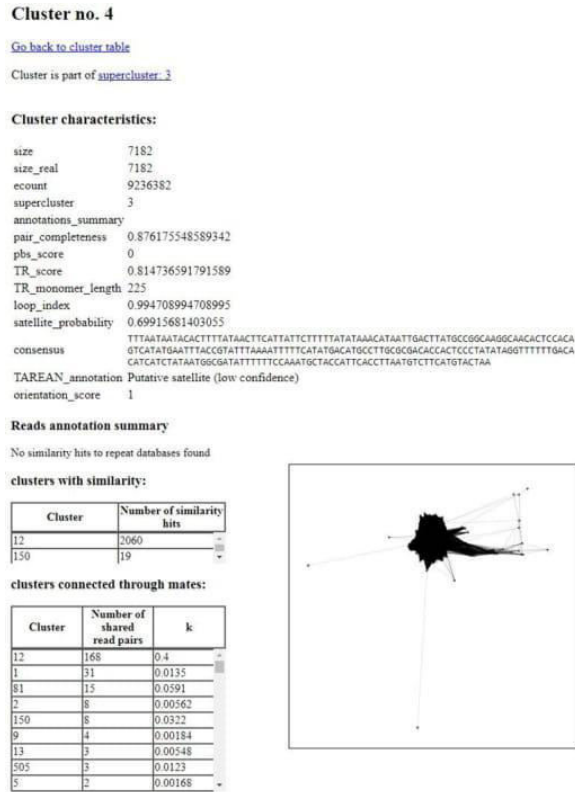 Cluster no. 4
Go back to cluster table
Cluster is part of supercluster: 3
Cluster characteristics:
size 7182
size_real 7182
ecount 9236382
supercluster 3
annotations_summary
pair_completeness 0.876175548589342
pbs_score 0
TR_score 0.814736591791589
TR_monomer_length 225
loop_index 0.994708994708995
satellite_probability 0.69915681403055
TTTAATAATACACTTTTATAACTTCATTATTCTTTTTATATAAACATAATTGACTTATGCCGGCAAGGCAACACTCCACA
consensus GTCATATGAATTTACCGTATTTAAAATTTTTCATATGACATGCCTTGCGCGACACCACTCCCTATATAGGTTTTTTGACA
CATCATCTATAATGGCGATATTTTTTCCAAATGCTACCATTCACCTTAATGTCTTCATGTACTAA
TAREAN_annotation Putative satellite (low confidence)
orientation_score 1
Reads annotation summary
No similarity hits to repeat databases found
clusters with similarity:
Cluster Number of similarity
hits
12 2060
150 19
clusters connected through mates:
Cluster Number of shared read pairs k
12 168 0.4
1 31 0.0135
81 15 0.0591
2 8 0.00562
150 8 0.0322
9 4 0.00184
13 3 0.00548
505 3 0.0123
5 2 0.00168